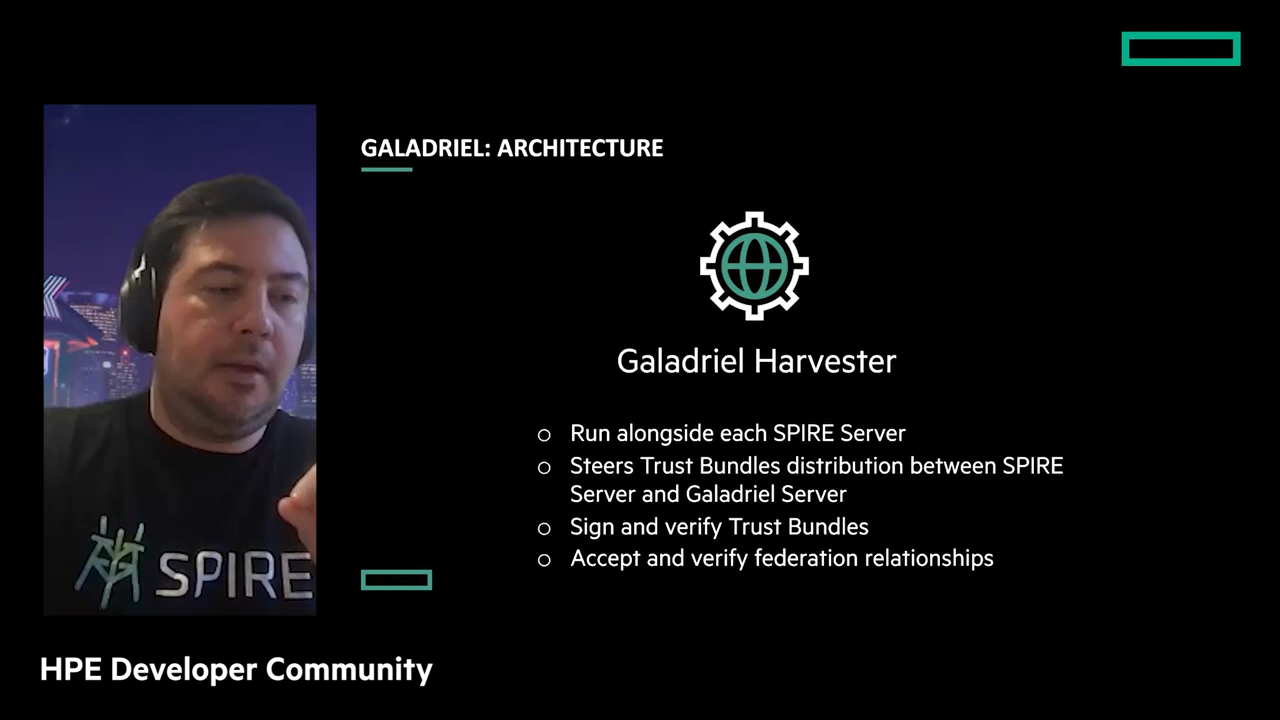 GALADRIEL: ARCHITECTURE
Galadriel Harvester
Run alongside each SPIRE Server
Steers Trust Bundles distribution between SPIRE
Server and Galadriel Server
Sign and verify Trust Bundles
Accept and verify federation relationships
SPIRE
HPE Developer Community